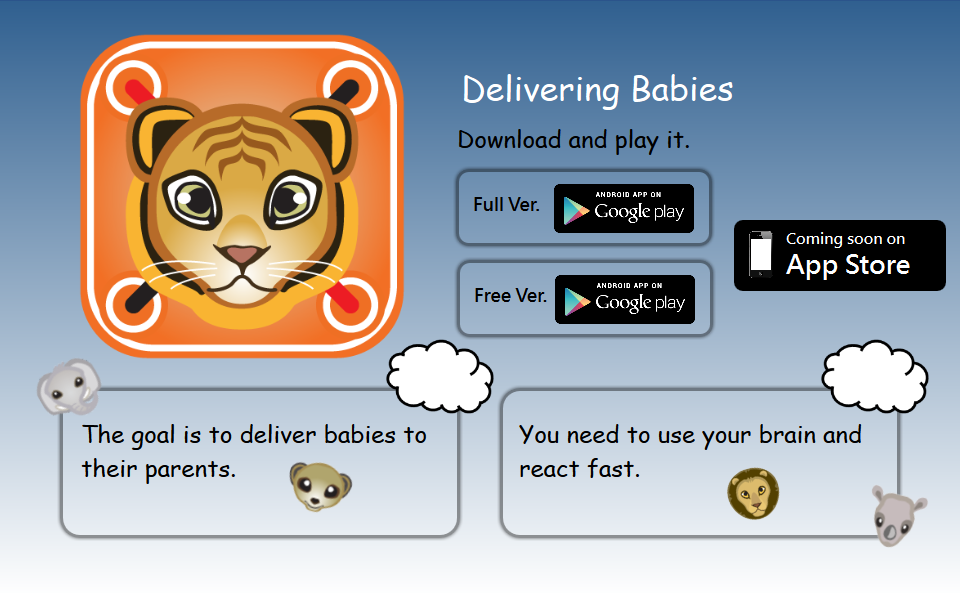 Delivering Babies
Download and play it.
Full Ver.
ANDROID APP ON
Google play
Free Ver.
ANDROID APP ON
Google play
Coming soon on
App Store
The goal is to deliver babies to
their parents.
You need to use your brain and
react fast.